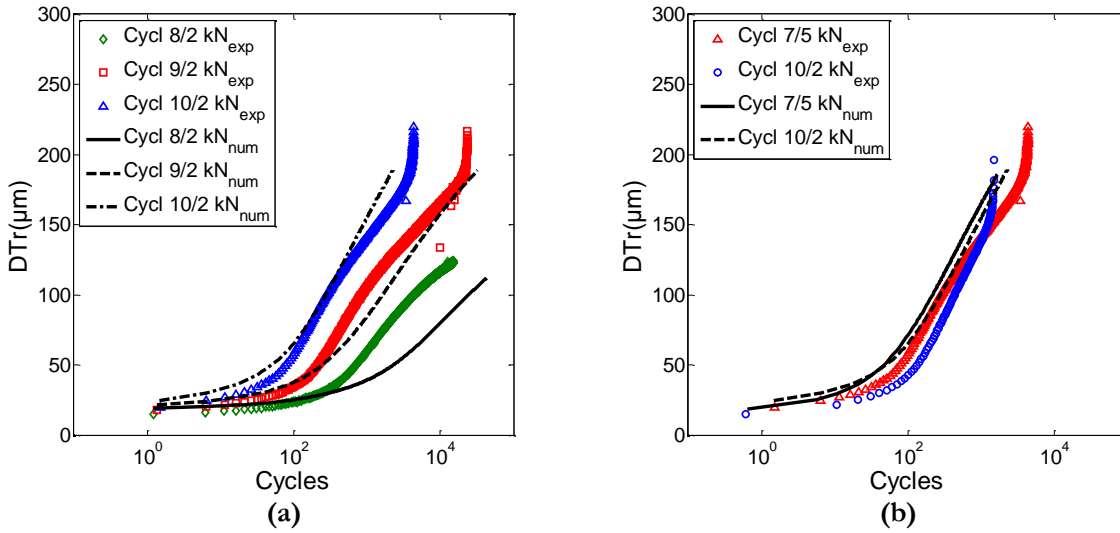 300
250
200
150
100
50
0
DTr(µm)
Cycl 8/2 kN_exp
Cycl 9/2 kN_exp
Cycl 10/2 kN_exp
Cycl 8/2 kN_num
Cycl 9/2 kN_num
Cycl 10/2 kN_num
10^0 10^2 10^4
Cycles
(a)
300
250
200
150
100
50
0
DTr(µm)
Cycl 7/5 kN_exp
Cycl 10/2 kN_exp
Cycl 7/5 kN_num
Cycl 10/2 kN_num
10^0 10^2 10^4
Cycles
(b)